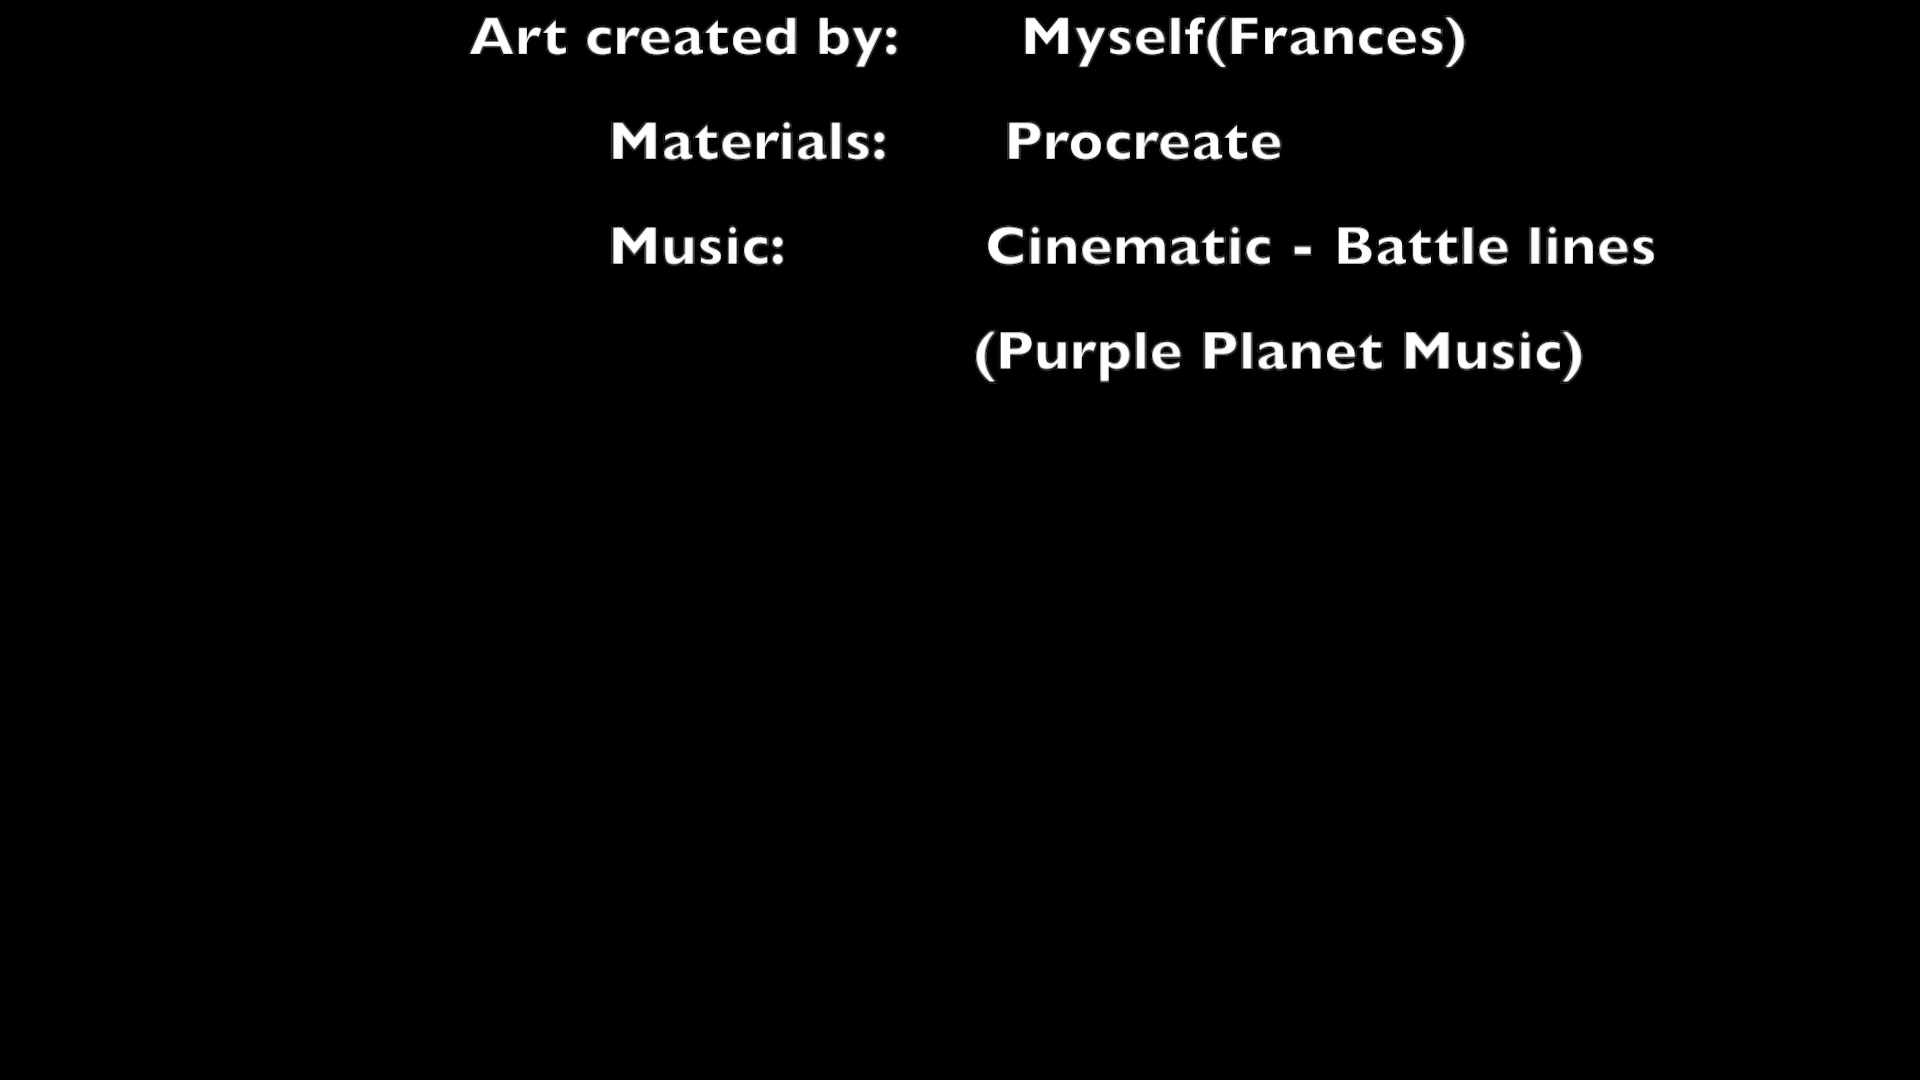 Art created by: Myself(Frances)
Materials: Procreate
Music: Cinematic - Battle lines
(Purple Planet Music)